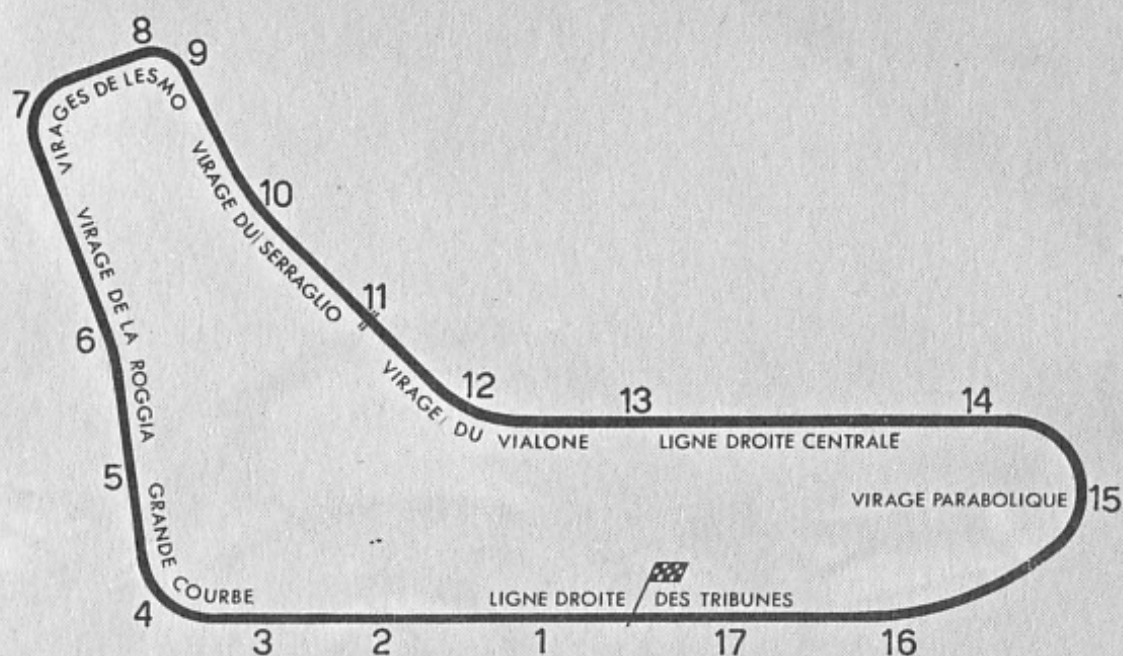 8
9
7
VIRAGES DE LESMO
VIRAGE DU SERRAGLIO
10
VIRAGE DE LA ROGGIA
11
6
VIRAGE DU VIALONE
12
13
14
LIGNE DROITE CENTRALE
5
VIRAGE PARABOLIQUE
15
GRANDE COURBE
4
LIGNE DROITE DES TRIBUNES
3
2
1
17
16